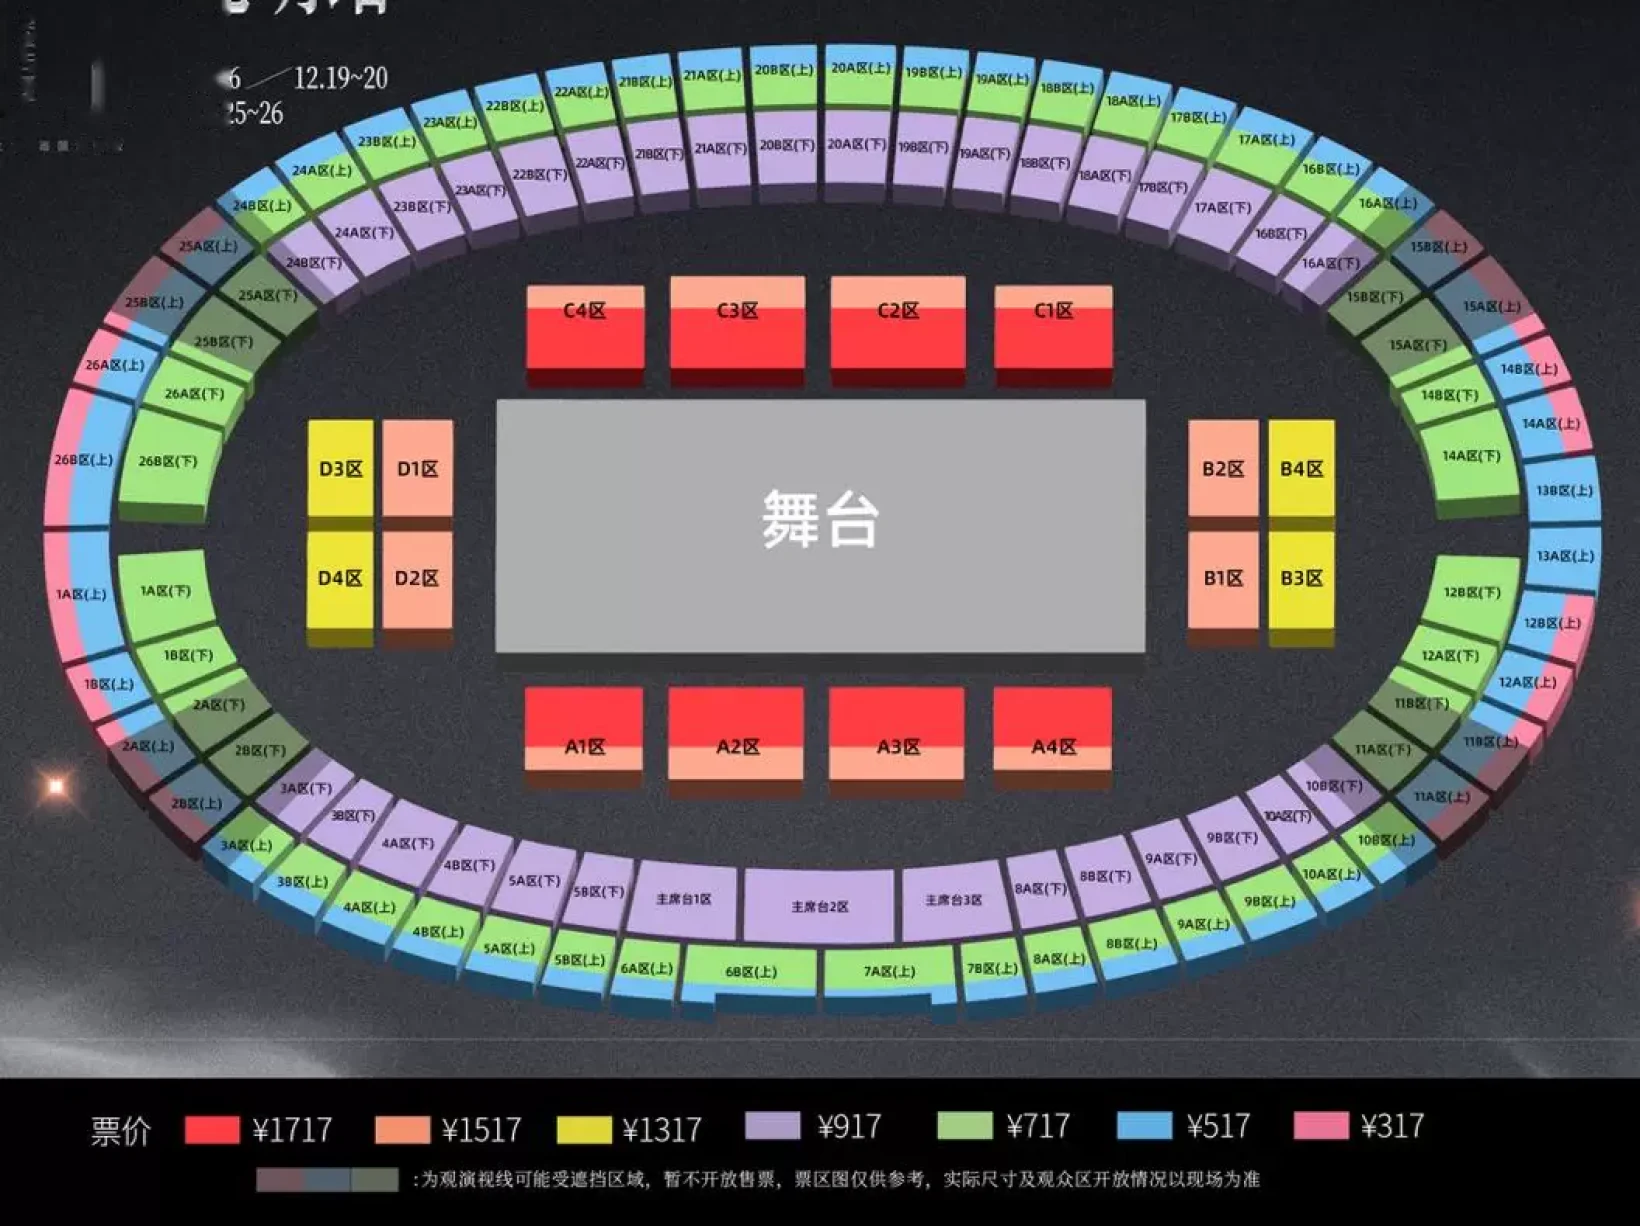 12.19~20
25~26
20B区(上)
20A区(上)
19B区(上)
19A区(上)
18B区(上)
18A区(上)
17B区(上)
17A区(上)
16B区(上)
16A区(上)
15B区(上)
15A区(上)
14B区(上)
14A区(上)
13B区(上)
13A区(上)
12B区(上)
12A区(上)
11B区(上)
11A区(上)
10B区(上)
10A区(上)
9B区(上)
9A区(上)
8B区(上)
8A区(上)
7B区(上)
7A区(上)
6B区(上)
6A区(上)
5B区(上)
5A区(上)
4B区(上)
4A区(上)
3B区(上)
3A区(上)
2B区(上)
2A区(上)
1B区(上)
1A区(上)
26B区(上)
26A区(上)
25B区(上)
25A区(上)
24B区(上)
24A区(上)
23B区(上)
23A区(上)
22B区(上)
22A区(上)
21B区(上)
21A区(上)
20B区(下)
20A区(下)
19B区(下)
19A区(下)
18B区(下)
18A区(下)
17B区(下)
17A区(下)
16B区(下)
16A区(下)
15B区(下)
15A区(下)
14B区(下)
14A区(下)
12B区(下)
12A区(下)
11B区(下)
11A区(下)
10B区(下)
10A区(下)
9B区(下)
9A区(下)
8B区(下)
8A区(下)
主席台3区
主席台2区
主席台1区
5B区(下)
5A区(下)
4B区(下)
4A区(下)
3B区(下)
3A区(下)
2B区(下)
2A区(下)
1B区(下)
1A区(下)
26B区(下)
26A区(下)
25B区(下)
25A区(下)
24B区(下)
24A区(下)
23B区(下)
23A区(下)
22B区(下)
22A区(下)
21B区(下)
21A区(下)
C4区
C3区
C2区
C1区
D3区
D1区
B2区
B4区
舞台
D4区
D2区
B1区
B3区
A1区
A2区
A3区
A4区
票价 ¥1717 ¥1517 ¥1317 ¥917 ¥717 ¥517 ¥317
:为观演视线可能受遮挡区域，暂不开放售票，票区图仅供参考，实际尺寸及观众区开放情况以现场为准